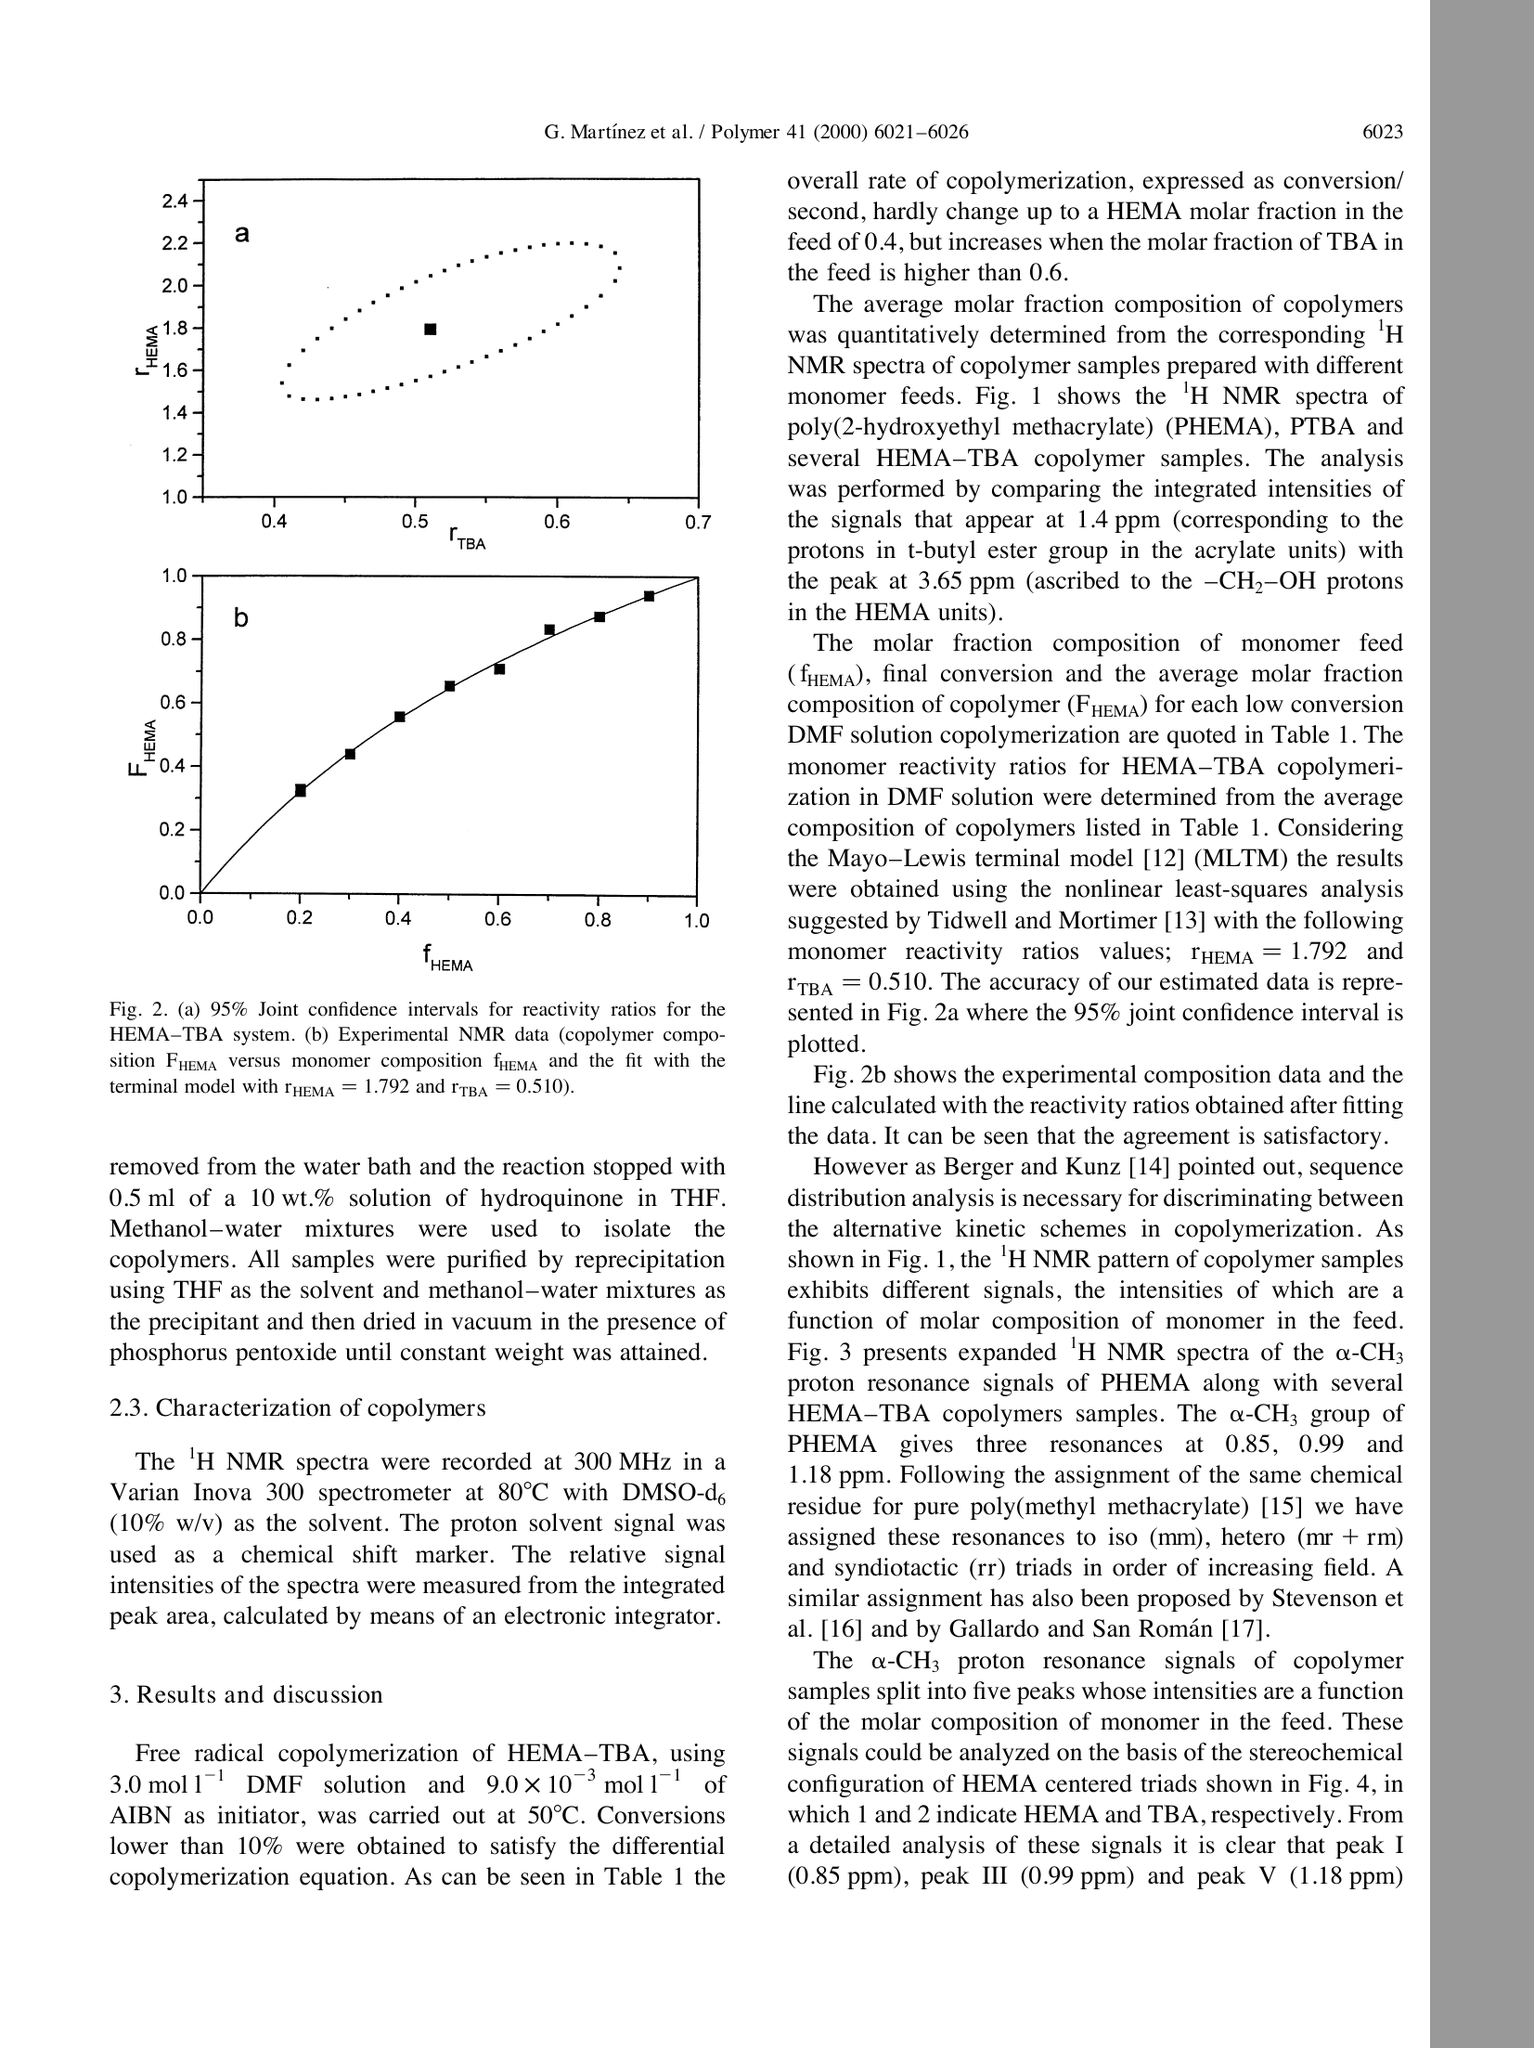 G. Martínez et al. / Polymer 41 (2000) 6021–6026
6023
2.4
2.2
2.0
1.8
1.6
1.4
1.2
1.0
a
r HEMA
0.4
0.5
0.6
0.7
r TBA
1.0
0.8
0.6
0.4
0.2
0.0
b
F HEMA
0.0
0.2
0.4
0.6
0.8
1.0
f HEMA
Fig. 2. (a) 95% Joint confidence intervals for reactivity ratios for the
HEMA–TBA system. (b) Experimental NMR data (copolymer compo-
sition F_HEMA versus monomer composition f_HEMA and the fit with the
terminal model with r_HEMA = 1.792 and r_TBA = 0.510).
removed from the water bath and the reaction stopped with
0.5 ml of a 10 wt.% solution of hydroquinone in THF.
Methanol–water mixtures were used to isolate the
copolymers. All samples were purified by reprecipitation
using THF as the solvent and methanol–water mixtures as
the precipitant and then dried in vacuum in the presence of
phosphorus pentoxide until constant weight was attained.
2.3. Characterization of copolymers
The ¹H NMR spectra were recorded at 300 MHz in a
Varian Inova 300 spectrometer at 80°C with DMSO-d₆
(10% w/v) as the solvent. The proton solvent signal was
used as a chemical shift marker. The relative signal
intensities of the spectra were measured from the integrated
peak area, calculated by means of an electronic integrator.
3. Results and discussion
Free radical copolymerization of HEMA–TBA, using
3.0 mol l⁻¹ DMF solution and 9.0 × 10⁻³ mol l⁻¹ of
AIBN as initiator, was carried out at 50°C. Conversions
lower than 10% were obtained to satisfy the differential
copolymerization equation. As can be seen in Table 1 the
overall rate of copolymerization, expressed as conversion/
second, hardly change up to a HEMA molar fraction in the
feed of 0.4, but increases when the molar fraction of TBA in
the feed is higher than 0.6.
The average molar fraction composition of copolymers
was quantitatively determined from the corresponding ¹H
NMR spectra of copolymer samples prepared with different
monomer feeds. Fig. 1 shows the ¹H NMR spectra of
poly(2-hydroxyethyl methacrylate) (PHEMA), PTBA and
several HEMA–TBA copolymer samples. The analysis
was performed by comparing the integrated intensities of
the signals that appear at 1.4 ppm (corresponding to the
protons in t-butyl ester group in the acrylate units) with
the peak at 3.65 ppm (ascribed to the –CH₂–OH protons
in the HEMA units).
The molar fraction composition of monomer feed
(f_HEMA), final conversion and the average molar fraction
composition of copolymer (F_HEMA) for each low conversion
DMF solution copolymerization are quoted in Table 1. The
monomer reactivity ratios for HEMA–TBA copolymeri-
zation in DMF solution were determined from the average
composition of copolymers listed in Table 1. Considering
the Mayo–Lewis terminal model [12] (MLTM) the results
were obtained using the nonlinear least-squares analysis
suggested by Tidwell and Mortimer [13] with the following
monomer reactivity ratios values; r_HEMA = 1.792 and
r_TBA = 0.510. The accuracy of our estimated data is repre-
sented in Fig. 2a where the 95% joint confidence interval is
plotted.
Fig. 2b shows the experimental composition data and the
line calculated with the reactivity ratios obtained after fitting
the data. It can be seen that the agreement is satisfactory.
However as Berger and Kunz [14] pointed out, sequence
distribution analysis is necessary for discriminating between
the alternative kinetic schemes in copolymerization. As
shown in Fig. 1, the ¹H NMR pattern of copolymer samples
exhibits different signals, the intensities of which are a
function of molar composition of monomer in the feed.
Fig. 3 presents expanded ¹H NMR spectra of the α-CH₃
proton resonance signals of PHEMA along with several
HEMA–TBA copolymers samples. The α-CH₃ group of
PHEMA gives three resonances at 0.85, 0.99 and
1.18 ppm. Following the assignment of the same chemical
residue for pure poly(methyl methacrylate) [15] we have
assigned these resonances to iso (mm), hetero (mr + rm)
and syndiotactic (rr) triads in order of increasing field. A
similar assignment has also been proposed by Stevenson et
al. [16] and by Gallardo and San Román [17].
The α-CH₃ proton resonance signals of copolymer
samples split into five peaks whose intensities are a function
of the molar composition of monomer in the feed. These
signals could be analyzed on the basis of the stereochemical
configuration of HEMA centered triads shown in Fig. 4, in
which 1 and 2 indicate HEMA and TBA, respectively. From
a detailed analysis of these signals it is clear that peak I
(0.85 ppm), peak III (0.99 ppm) and peak V (1.18 ppm)